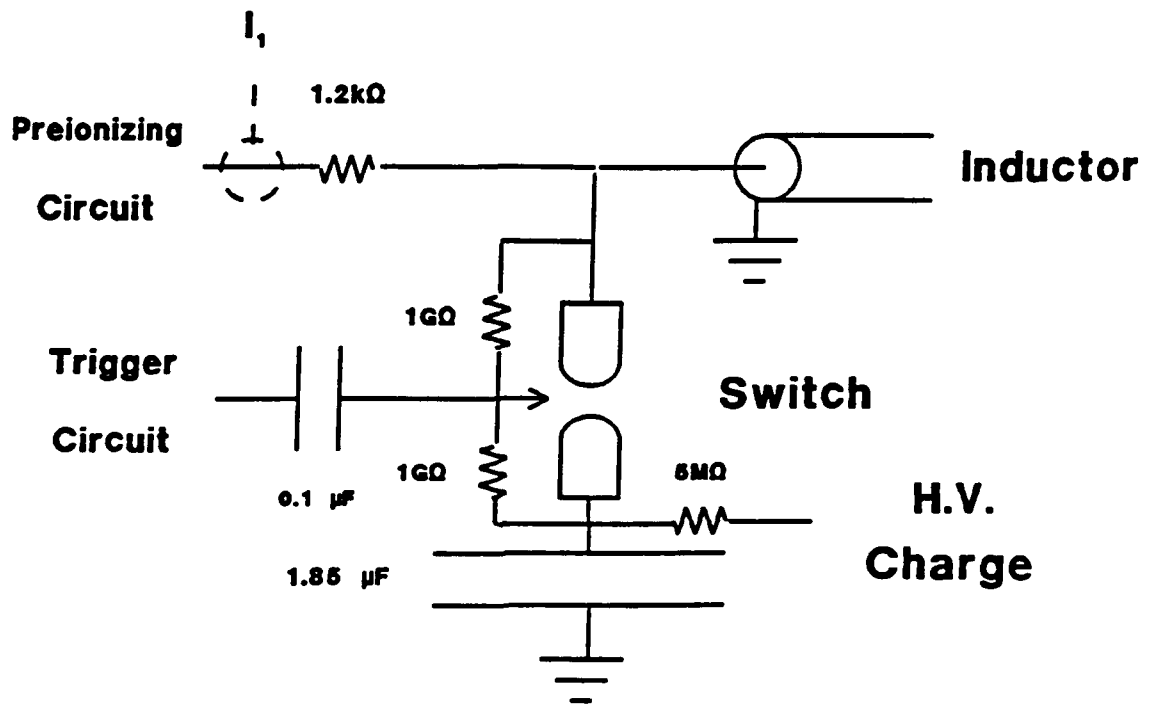 I₁
1.2kΩ
Preionizing
Circuit
Inductor
1GΩ
Trigger
Circuit
Switch
1GΩ
5MΩ
0.1 μF
H.V.
Charge
1.85 μF